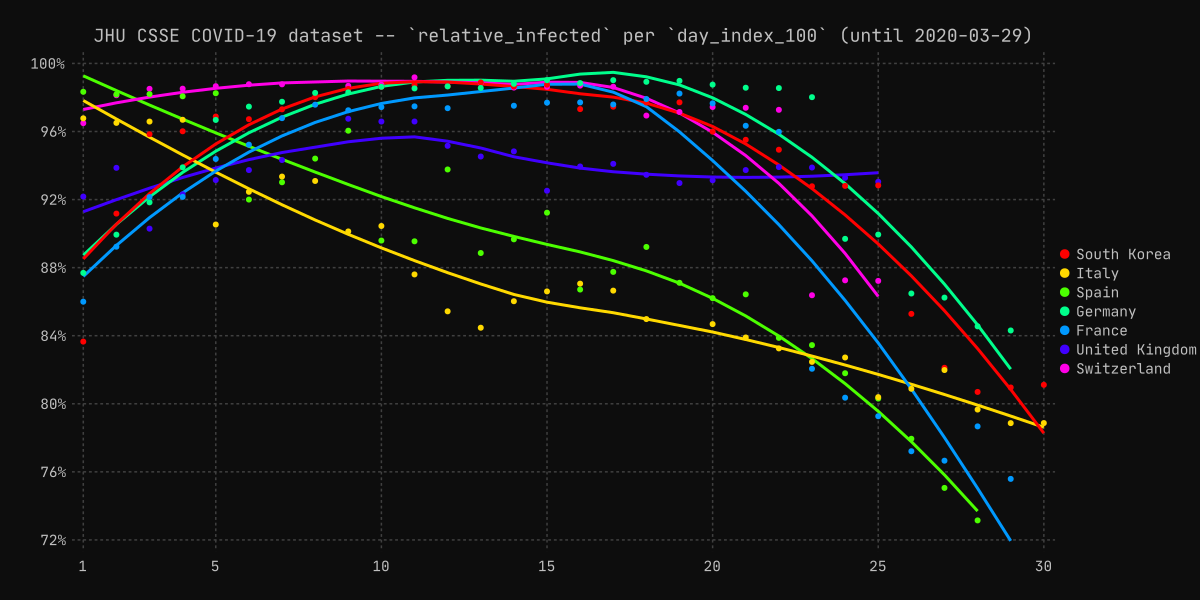 JHU CSSE COVID-19 dataset -- `relative_infected` per `day_index_100` (until 2020-03-29)
100%
96%
92%
88%
84%
80%
76%
72%
1 5 10 15 20 25 30
South Korea
Italy
Spain
Germany
France
United Kingdom
Switzerland